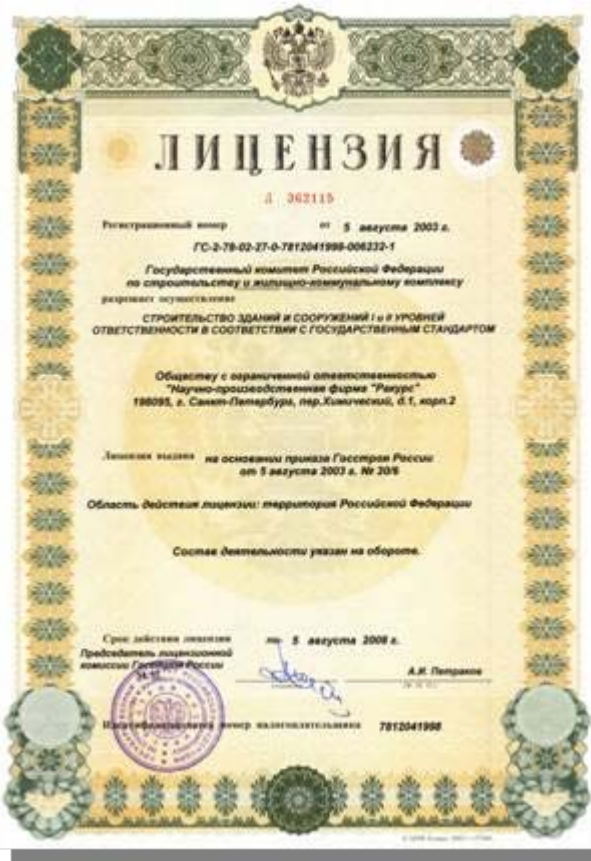 ЛИЦЕНЗИЯ
Д 362115
Регистрационный номер от 5 августа 2003 г.
ГС-2-78-02-27-0-7812041998-006232-1
Государственный комитет Российской Федерации
по строительству и жилищно-коммунальному комплексу
разрешает осуществление
СТРОИТЕЛЬСТВО ЗДАНИЙ И СООРУЖЕНИЙ I и II УРОВНЕЙ
ОТВЕТСТВЕННОСТИ В СООТВЕТСТВИИ С ГОСУДАРСТВЕННЫМ СТАНДАРТОМ
Обществу с ограниченной ответственностью
"Научно-производственная фирма "Ракурс"
198095, г. Санкт-Петербург, пер.Химический, д.1, корп.2
Лицензия выдана на основании приказа Госстроя России
от 5 августа 2003 г. № 30/6
Область действия лицензии: территория Российской Федерации
Состав деятельности указан на обороте.
Срок действия лицензии по 5 августа 2008 г.
Председатель лицензионной
комиссии Госстроя России
А.И. Петраков
Идентификационный номер налогоплательщика 7812041998